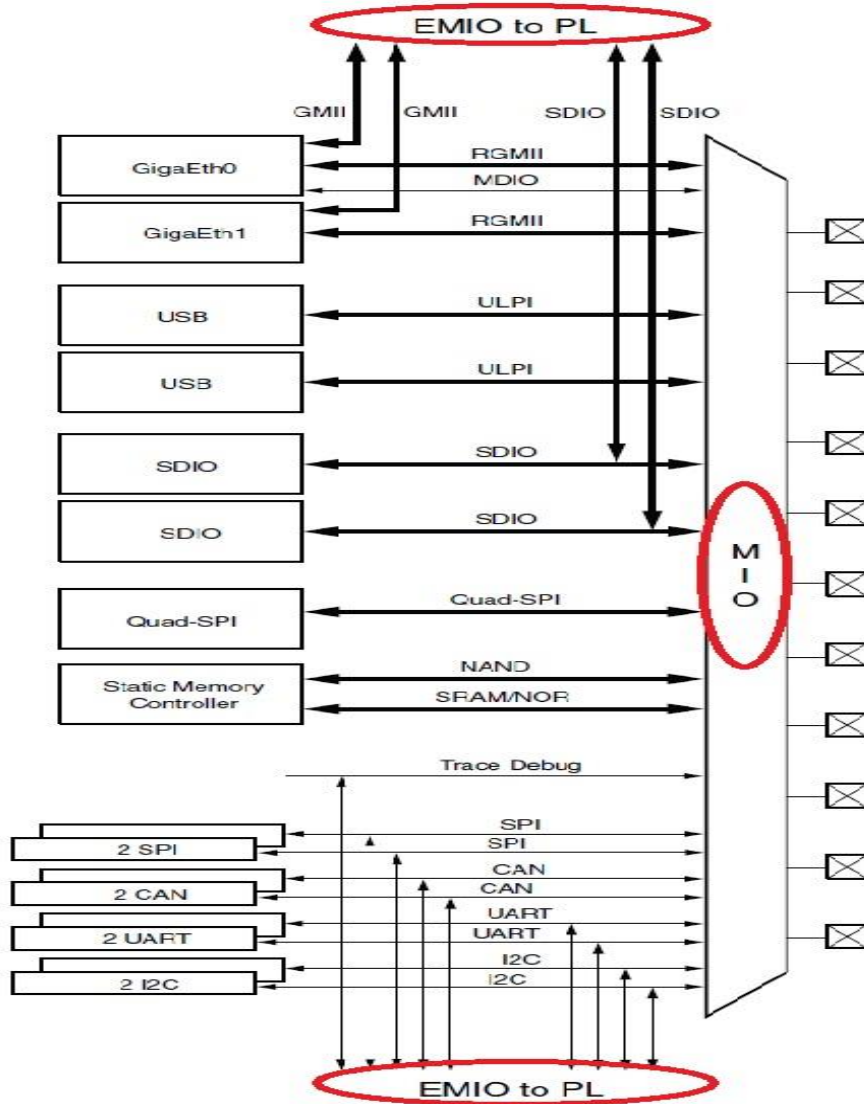 EMIO to PL
GMII
GMII
SDIO
SDIO
GigaEth0
RGMII
MDIO
GigaEth1
RGMII
USB
ULPI
USB
ULPI
SDIO
SDIO
SDIO
SDIO
M
I
O
Quad-SPI
Quad-SPI
Static Memory
Controller
NAND
SRAM/NOR
Trace Debug
SPI
2 SPI
SPI
CAN
2 CAN
CAN
UART
2 UART
UART
I2C
2 I2C
I2C
EMIO to PL